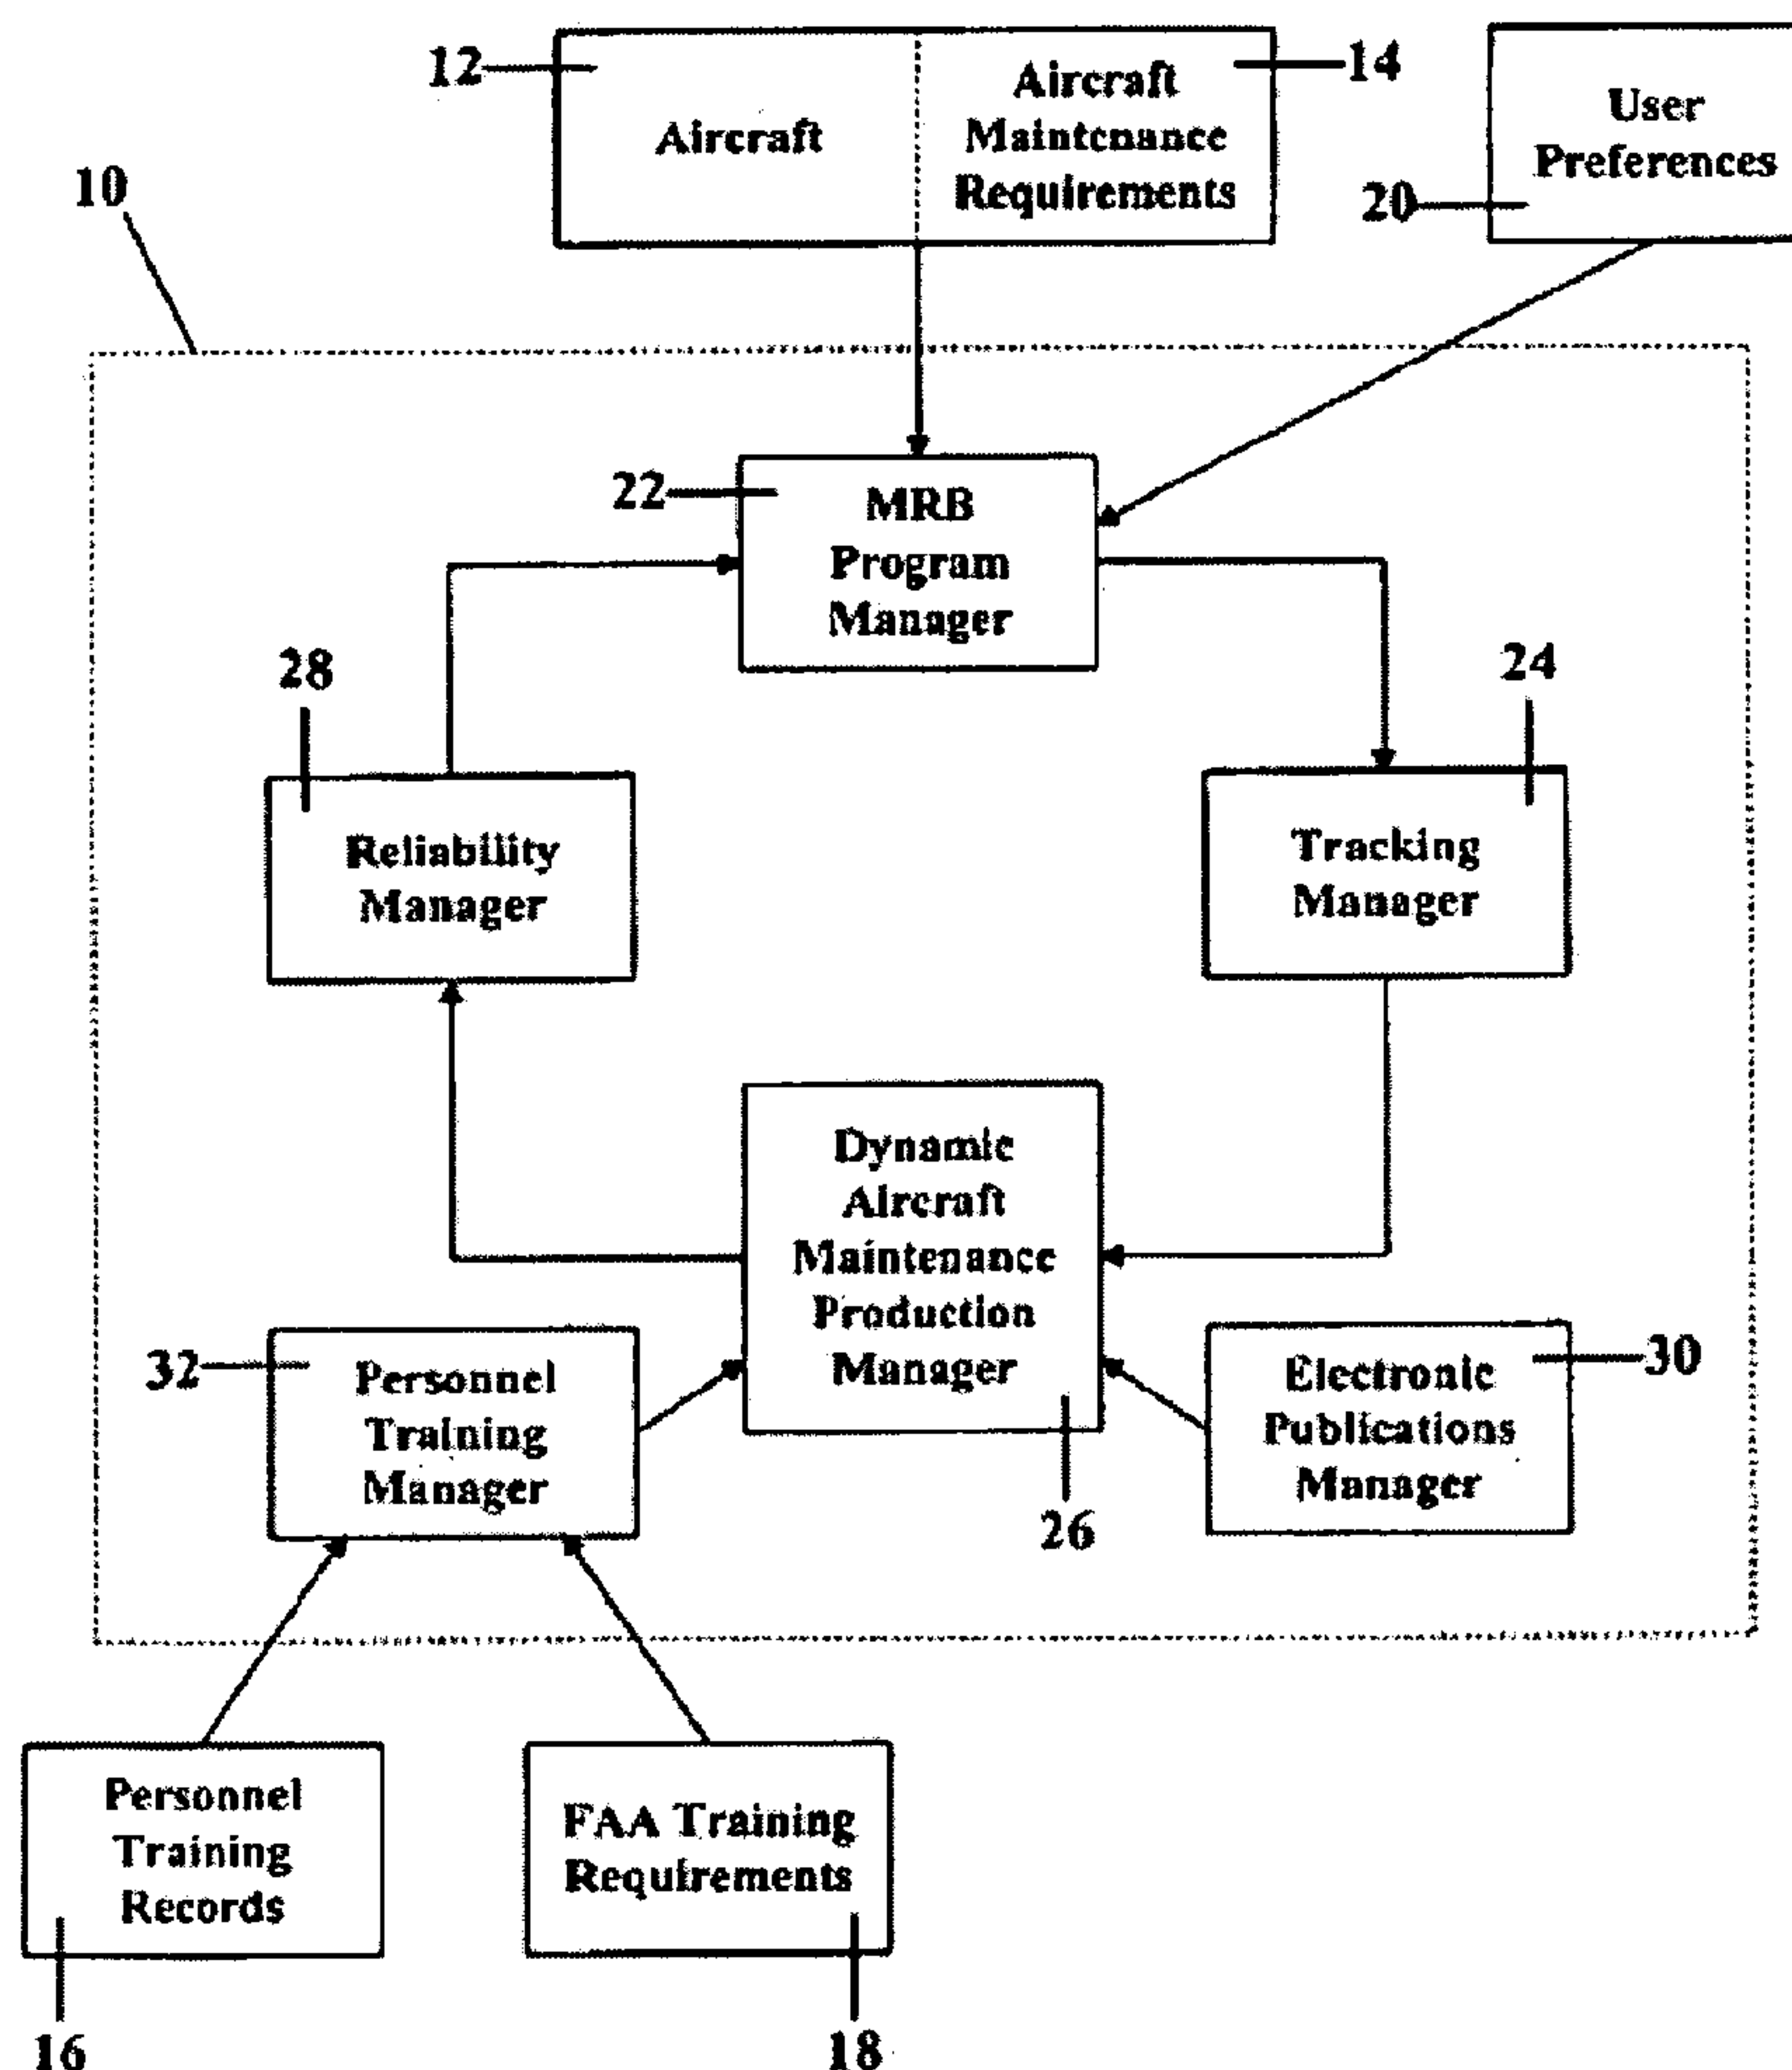 12
Aircraft
Aircraft
Maintenance
Requirements
14
User
Preferences
20
10
22
MRB
Program
Manager
28
24
Reliability
Manager
Tracking
Manager
Dynamic
Aircraft
Maintenance
Production
Manager
32
Personnel
Training
Manager
Electronic
Publications
Manager
30
26
Personnel
Training
Records
FAA Training
Requirements
16
18